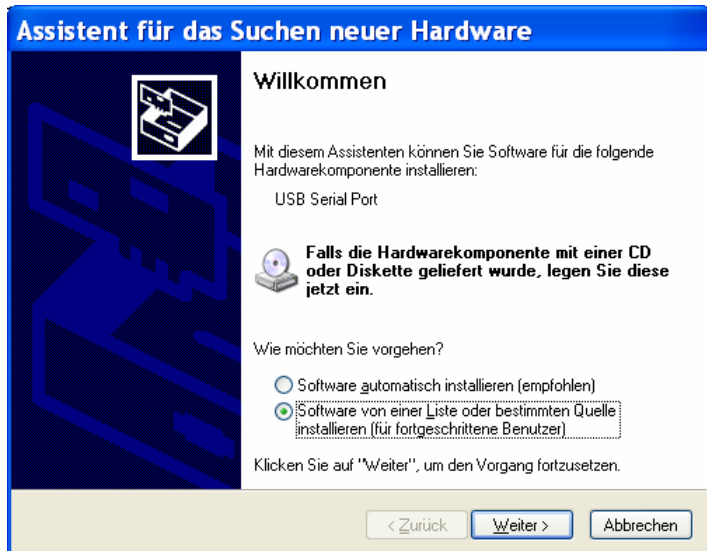 Assistent für das Suchen neuer Hardware
Willkommen
Mit diesem Assistenten können Sie Software für die folgende
Hardwarekomponente installieren:
USB Serial Port
Falls die Hardwarekomponente mit einer CD
oder Diskette geliefert wurde, legen Sie diese
jetzt ein.
Wie möchten Sie vorgehen?
Software automatisch installieren (empfohlen)
Software von einer Liste oder bestimmten Quelle
installieren (für fortgeschrittene Benutzer)
Klicken Sie auf "Weiter", um den Vorgang fortzusetzen.
< Zurück Weiter > Abbrechen